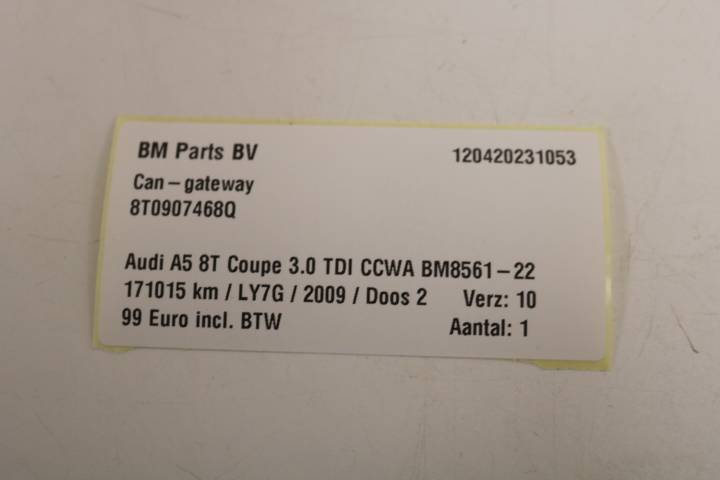 BM Parts BV 120420231053
Can-gateway
8T0907468Q
Audi A5 8T Coupe 3.0 TDI CCWA BM8561-22
171015 km / LY7G / 2009 / Doos 2 Verz: 10
99 Euro incl. BTW Aantal: 1